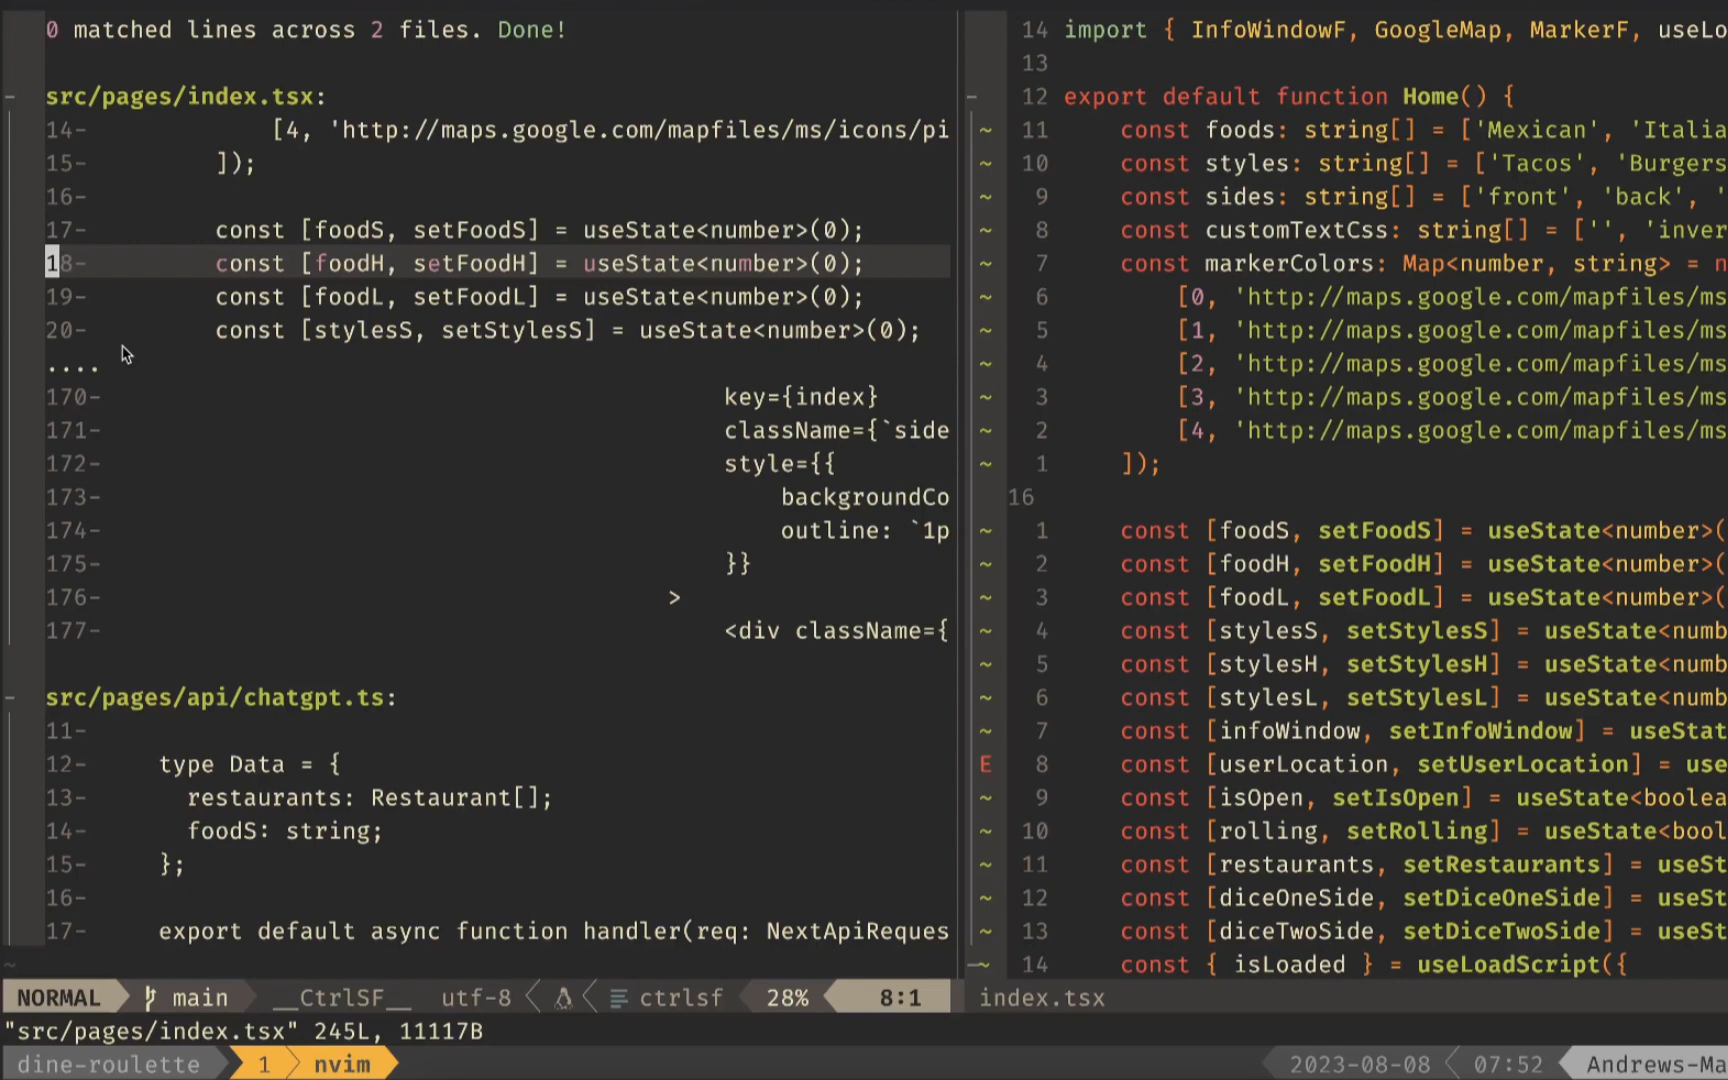 0 matched lines across 2 files. Done!
src/pages/index.tsx:
14- [4, 'http://maps.google.com/mapfiles/ms/icons/pi
15- ]);
16-
17- const [foodS, setFoodS] = useState<number>(0);
18- const [foodH, setFoodH] = useState<number>(0);
19- const [foodL, setFoodL] = useState<number>(0);
20- const [stylesS, setStylesS] = useState<number>(0);
....
170- key={index}
171- className={`side
172- style={{
173- backgroundCo
174- outline: `1p
175- }}
176- >
177- <div className={
src/pages/api/chatgpt.ts:
11-
12- type Data = {
13- restaurants: Restaurant[];
14- foodS: string;
15- };
16-
17- export default async function handler(req: NextApiReques
~
NORMAL main __CtrlSF__ utf-8 ctrlsf 28% 8:1
14 import { InfoWindowF, GoogleMap, MarkerF, useLo
13
12 export default function Home() {
~ 11 const foods: string[] = ['Mexican', 'Italia
~ 10 const styles: string[] = ['Tacos', 'Burgers
~ 9 const sides: string[] = ['front', 'back', '
~ 8 const customTextCss: string[] = ['', 'inver
~ 7 const markerColors: Map<number, string> = n
~ 6 [0, 'http://maps.google.com/mapfiles/ms
~ 5 [1, 'http://maps.google.com/mapfiles/ms
~ 4 [2, 'http://maps.google.com/mapfiles/ms
~ 3 [3, 'http://maps.google.com/mapfiles/ms
~ 2 [4, 'http://maps.google.com/mapfiles/ms
~ 1 ]);
16
~ 1 const [foodS, setFoodS] = useState<number>(
~ 2 const [foodH, setFoodH] = useState<number>(
~ 3 const [foodL, setFoodL] = useState<number>(
~ 4 const [stylesS, setStylesS] = useState<numb
~ 5 const [stylesH, setStylesH] = useState<numb
~ 6 const [stylesL, setStylesL] = useState<numb
~ 7 const [infoWindow, setInfoWindow] = useStat
E 8 const [userLocation, setUserLocation] = use
~ 9 const [isOpen, setIsOpen] = useState<boolea
~ 10 const [rolling, setRolling] = useState<bool
~ 11 const [restaurants, setRestaurants] = useSt
~ 12 const [diceOneSide, setDiceOneSide] = useSt
~ 13 const [diceTwoSide, setDiceTwoSide] = useSt
~ 14 const { isLoaded } = useLoadScript({
index.tsx
"src/pages/index.tsx" 245L, 11117B
dine-roulette 1 nvim 2023-08-08 07:52 Andrews-Ma